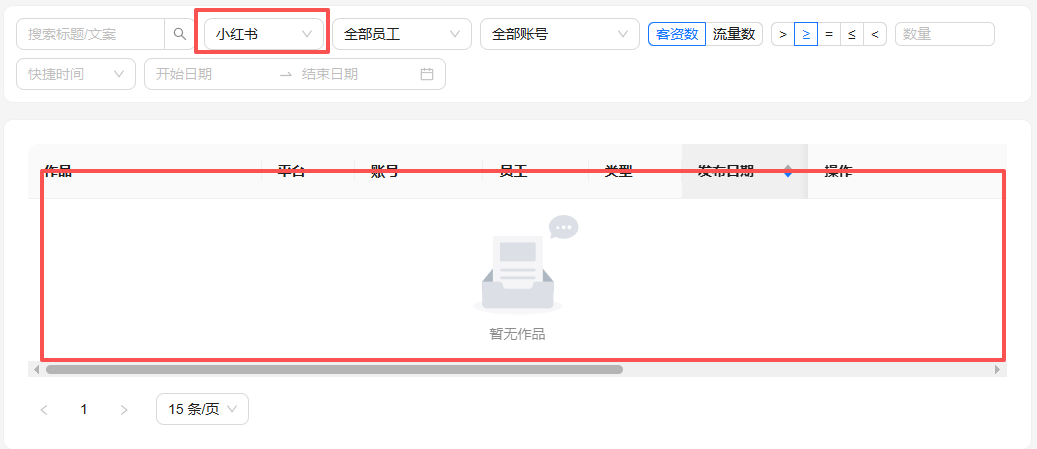 搜索标题/文案 小红书 全部员工 全部账号 客资数 流量数 > ≥ = ≤ < 数量
快捷时间 开始日期 → 结束日期
作品 平台 账号 员工 类型 发布日期 操作
暂无作品
< 1 > 15 条/页